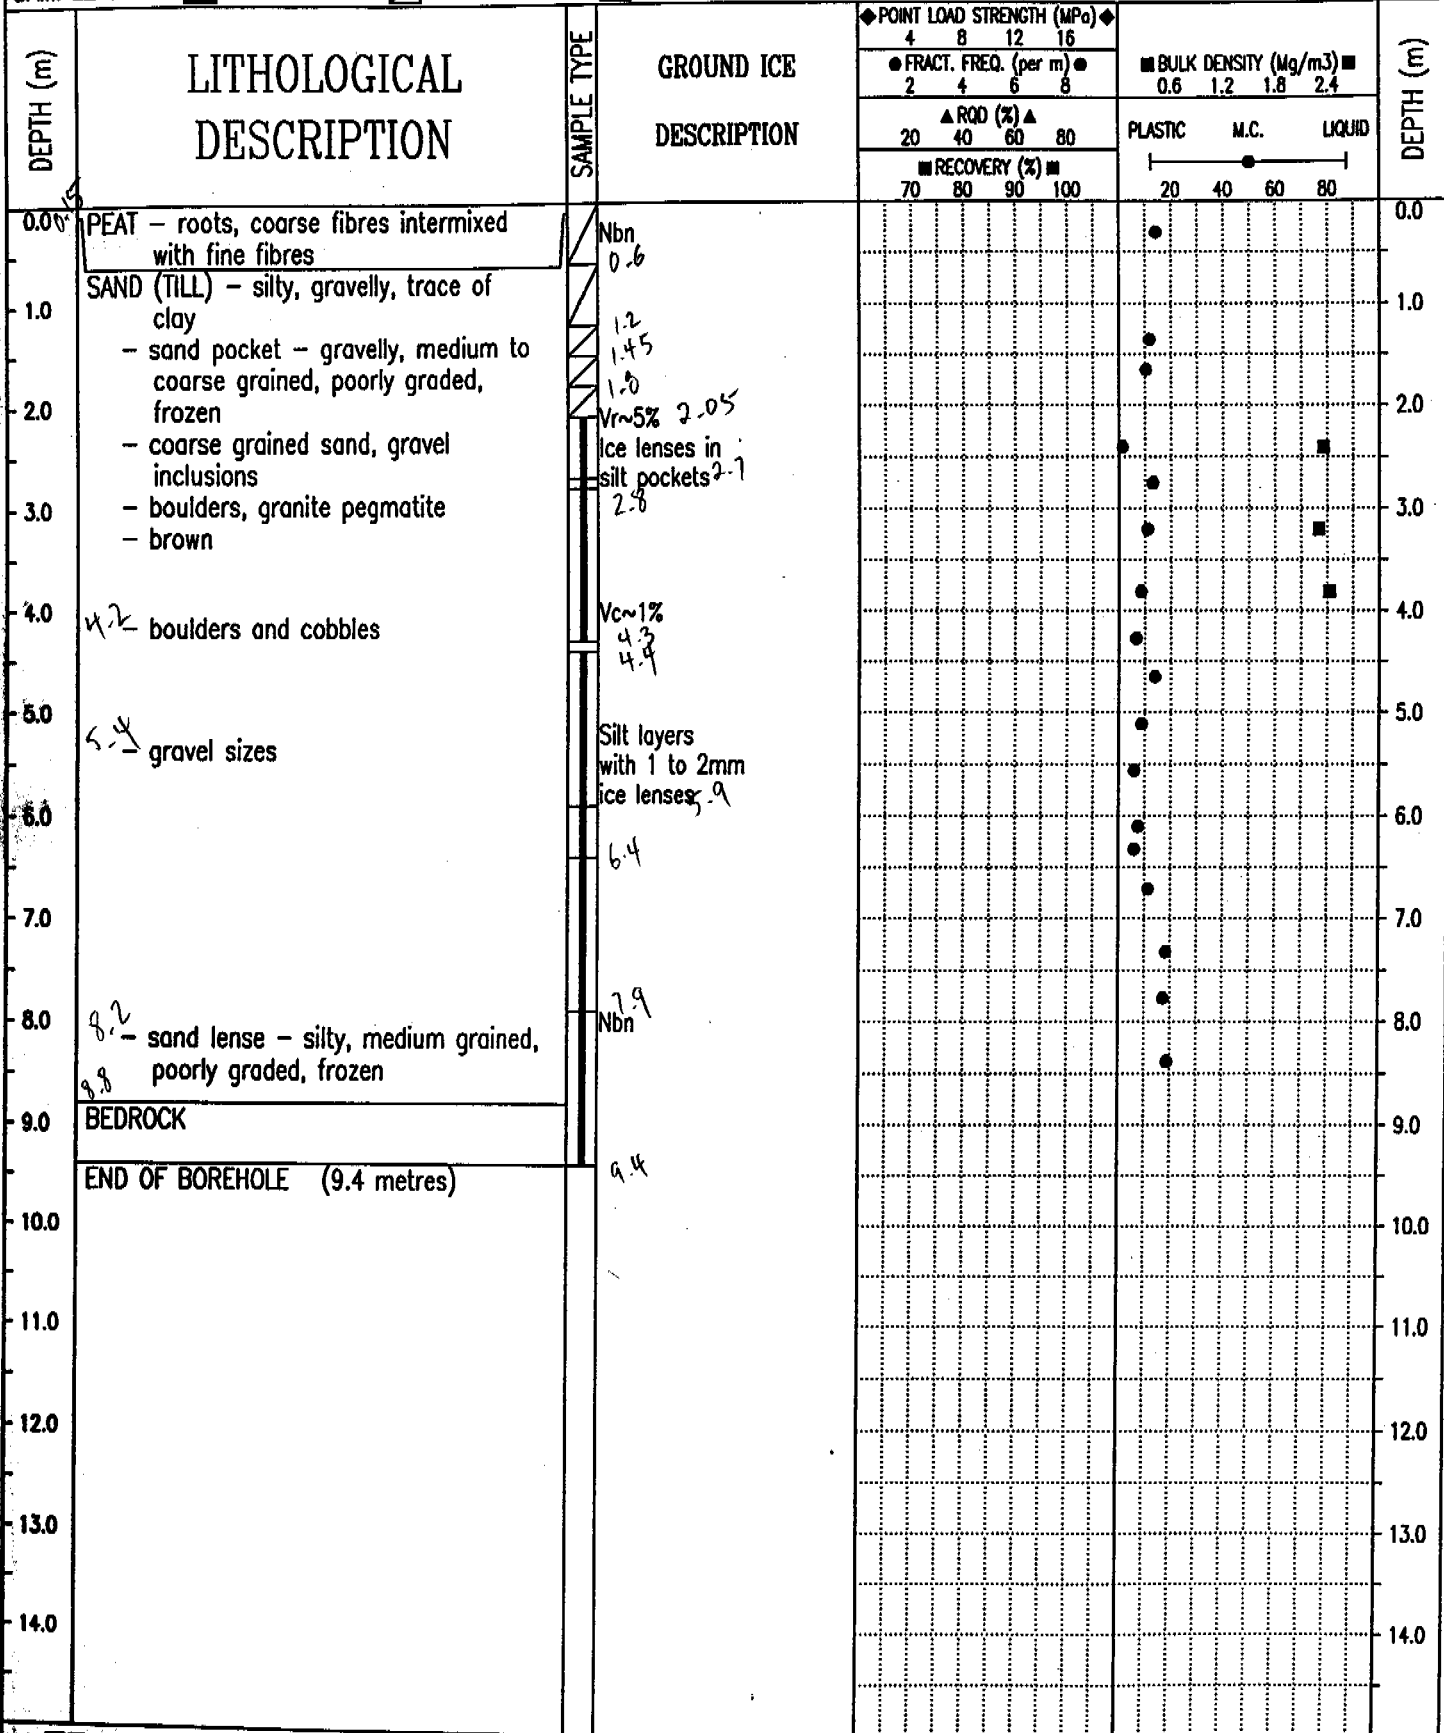 DEPTH (m)
LITHOLOGICAL
DESCRIPTION
SAMPLE TYPE
GROUND ICE
DESCRIPTION
◆POINT LOAD STRENGTH (MPa)◆
4 8 12 16
●FRACT. FREQ. (per m)●
2 4 6 8
▲RQD (%)▲
20 40 60 80
■RECOVERY (%)■
70 80 90 100
■BULK DENSITY (Mg/m3)■
0.6 1.2 1.8 2.4
PLASTIC M.C. LIQUID
20 40 60 80
DEPTH (m)
0.0
0.15
PEAT – roots, coarse fibres intermixed
with fine fibres
Nbn
0.6
0.0
SAND (TILL) – silty, gravelly, trace of
clay
1.0
1.2
1.0
– sand pocket – gravelly, medium to
coarse grained, poorly graded,
frozen
1.45
1.8
2.0
Vr~5% 2.05
2.0
– coarse grained sand, gravel
inclusions
Ice lenses in
silt pockets 2.7
– boulders, granite pegmatite
2.8
3.0
3.0
– brown
4.0
Vc~1%
4.0
4.2 – boulders and cobbles
4.3
4.4
5.0
5.0
5.4 – gravel sizes
Silt layers
with 1 to 2mm
ice lenses 5.9
6.0
6.0
6.4
7.0
7.0
7.9
8.0
Nbn
8.0
8.2 – sand lense – silty, medium grained,
poorly graded, frozen
8.8
9.0
BEDROCK
9.0
END OF BOREHOLE (9.4 metres)
9.4
10.0
10.0
11.0
11.0
12.0
12.0
13.0
13.0
14.0
14.0